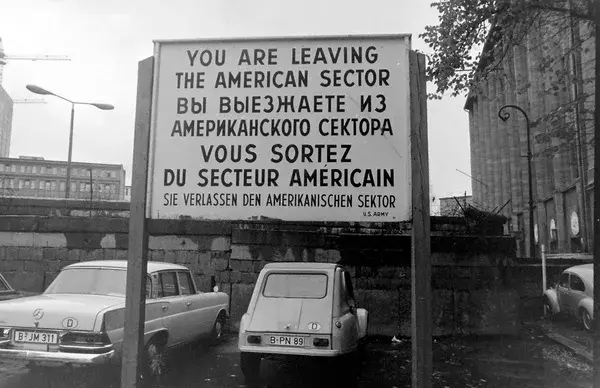 YOU ARE LEAVING
THE AMERICAN SECTOR
ВЫ ВЫЕЗЖАЕТЕ ИЗ
АМЕРИКАНСКОГО СЕКТОРА
VOUS SORTEZ
DU SECTEUR AMÉRICAIN
SIE VERLASSEN DEN AMERIKANISCHEN SEKTOR
U.S. ARMY
D
D
B JM 311
B PN 89